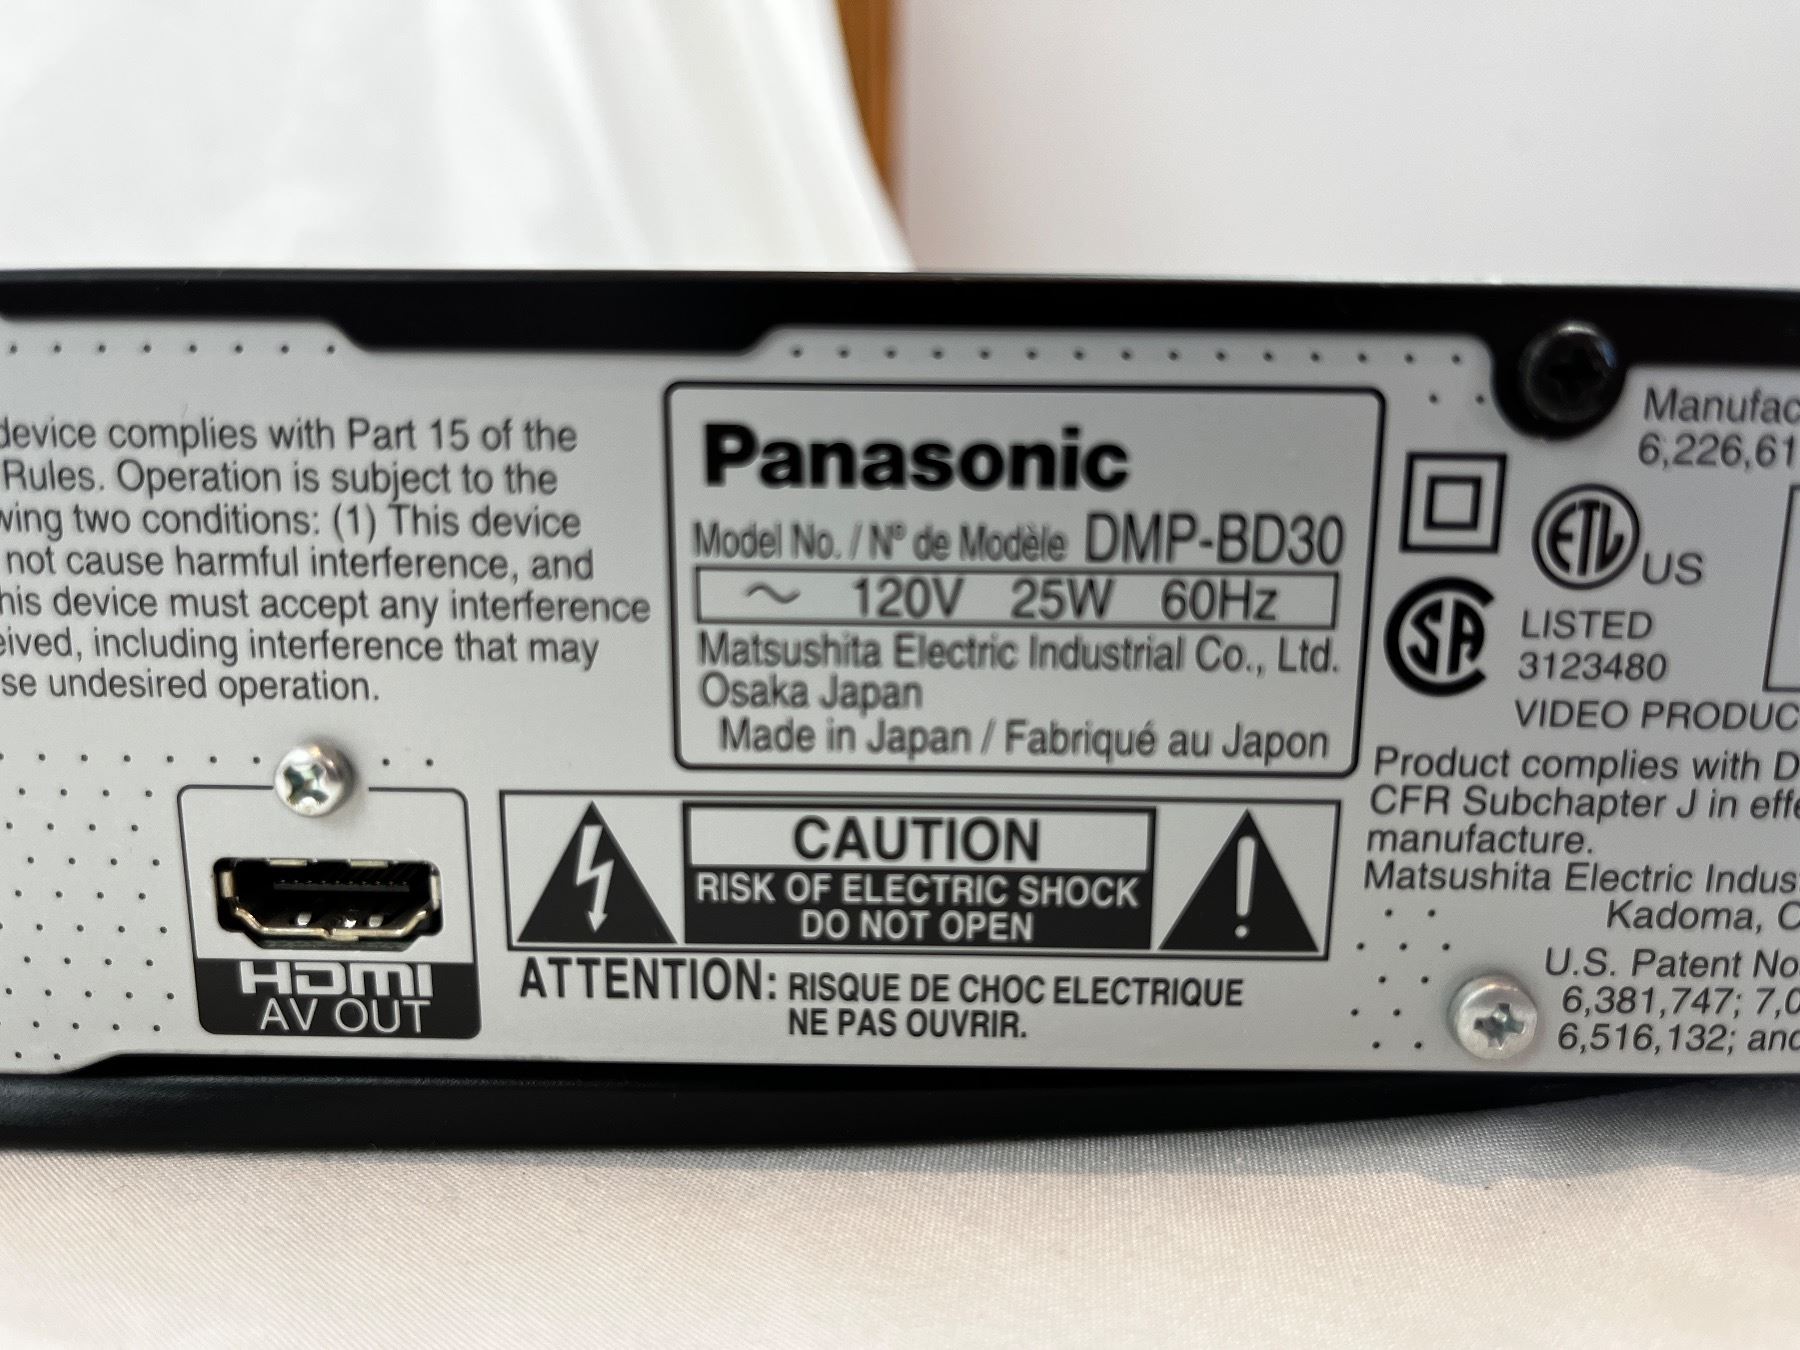 device complies with Part 15 of the
Rules. Operation is subject to the
wing two conditions: (1) This device
not cause harmful interference, and
his device must accept any interference
eived, including interference that may
se undesired operation.
HDMI
AV OUT
Panasonic
Model No. / N° de Modèle DMP-BD30
~ 120V 25W 60Hz
Matsushita Electric Industrial Co., Ltd.
Osaka Japan
Made in Japan / Fabriqué au Japon
CAUTION
RISK OF ELECTRIC SHOCK
DO NOT OPEN
ATTENTION: RISQUE DE CHOC ELECTRIQUE
NE PAS OUVRIR.
Manufac
6,226,61
ETL US
SA
LISTED
3123480
VIDEO PRODUC
Product complies with D
CFR Subchapter J in effe
manufacture.
Matsushita Electric Indus
Kadoma, O
U.S. Patent No
6,381,747; 7,0
6,516,132; and